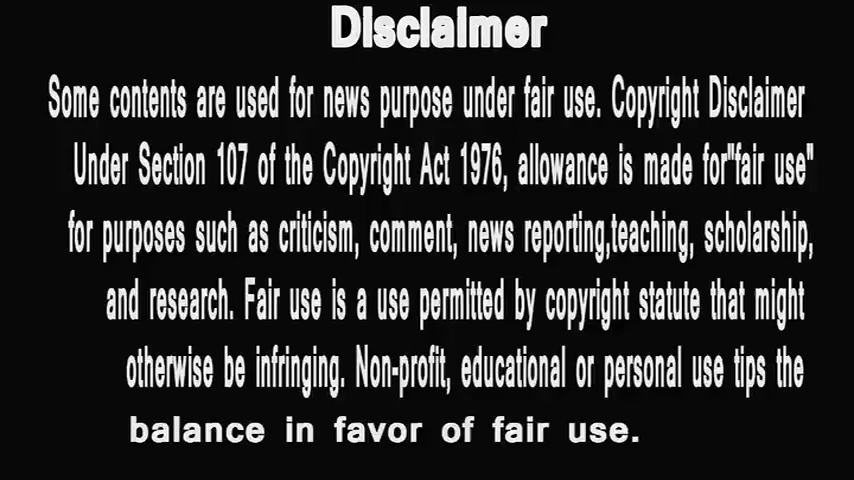 Disclaimer
Some contents are used for news purpose under fair use. Copyright Disclaimer
Under Section 107 of the Copyright Act 1976, allowance is made for"fair use"
for purposes such as criticism, comment, news reporting,teaching, scholarship,
and research. Fair use is a use permitted by copyright statute that might
otherwise be infringing. Non-profit, educational or personal use tips the
balance in favor of fair use.